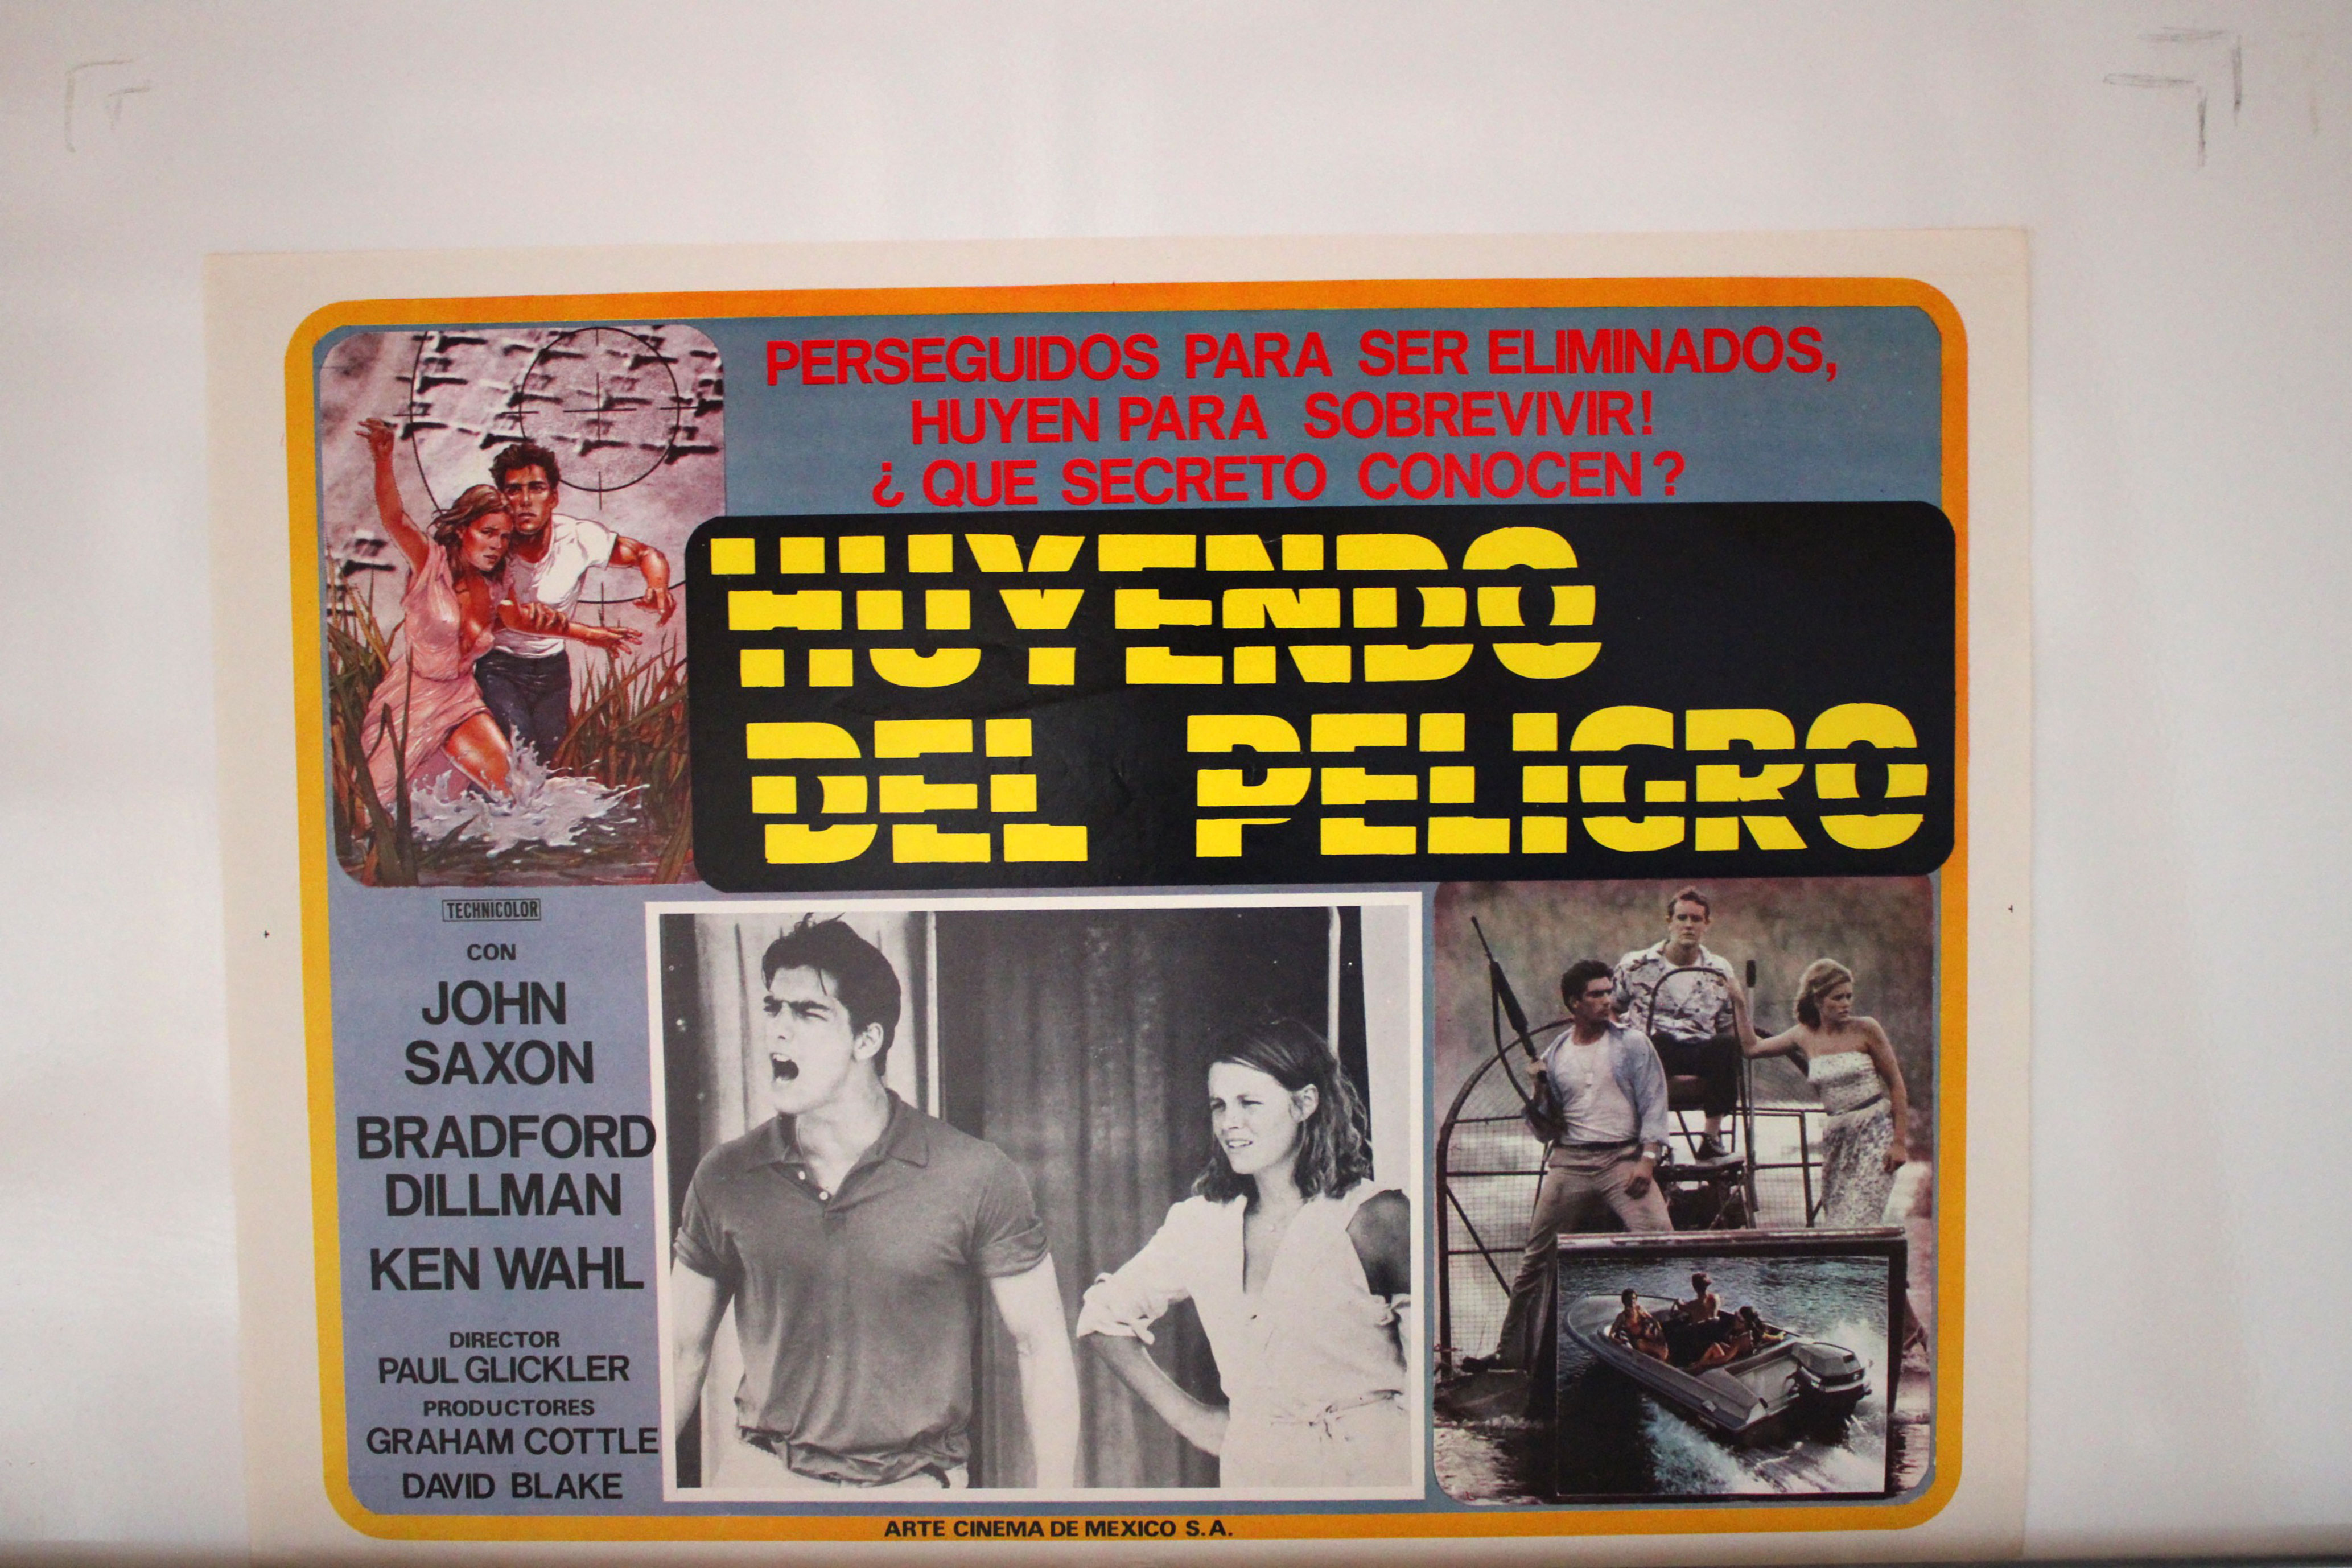 PERSEGUIDOS PARA SER ELIMINADOS,
HUYEN PARA SOBREVIVIR!
¿QUE SECRETO CONOCEN?
HUYENDO
DEL PELIGRO
TECHNICOLOR
CON
JOHN
SAXON
BRADFORD
DILLMAN
KEN WAHL
DIRECTOR
PAUL GLICKLER
PRODUCTORES
GRAHAM COTTLE
DAVID BLAKE
ARTE CINEMA DE MEXICO S.A.